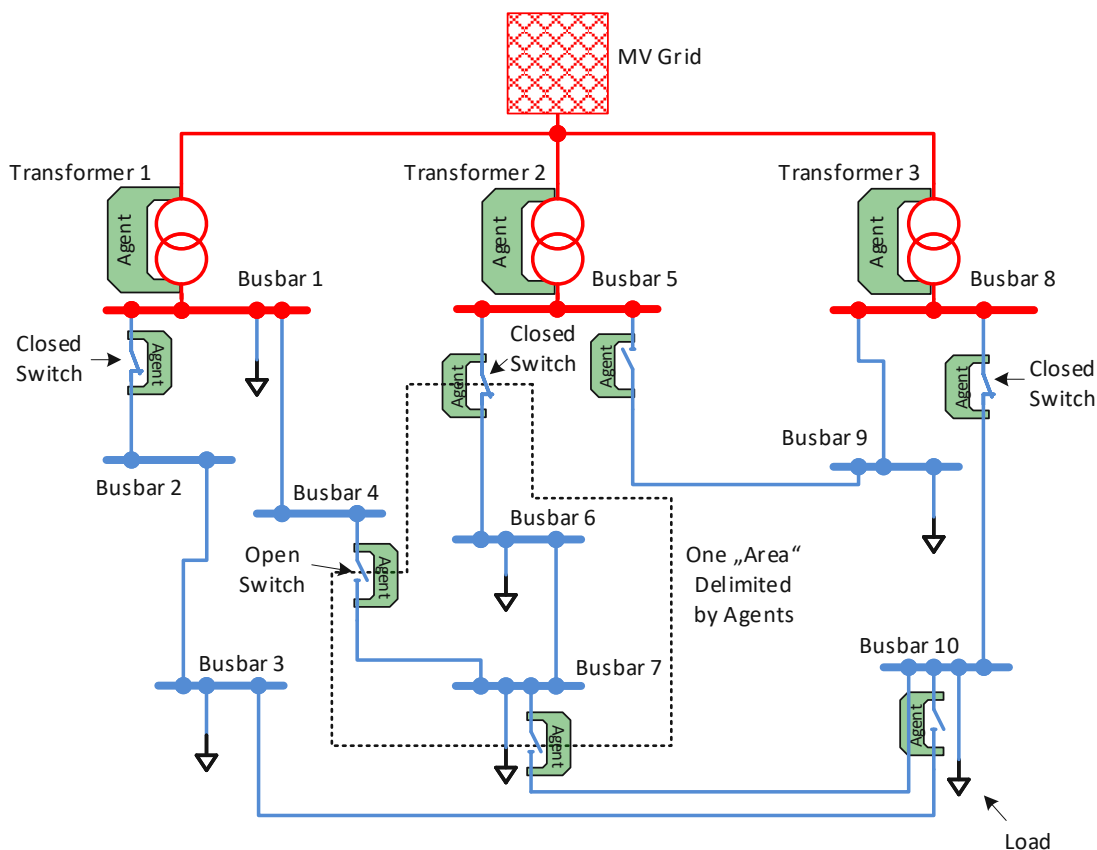 MV Grid
Transformer 1
Transformer 2
Transformer 3
Agent
Agent
Agent
Busbar 1
Busbar 5
Busbar 8
Closed
Switch
Agent
Closed
Switch
Agent
Agent
Agent
Closed
Switch
Busbar 2
Busbar 4
Busbar 6
Busbar 9
Open
Switch
Agent
One „Area“
Delimited
by Agents
Busbar 3
Busbar 7
Busbar 10
Agent
Agent
Load